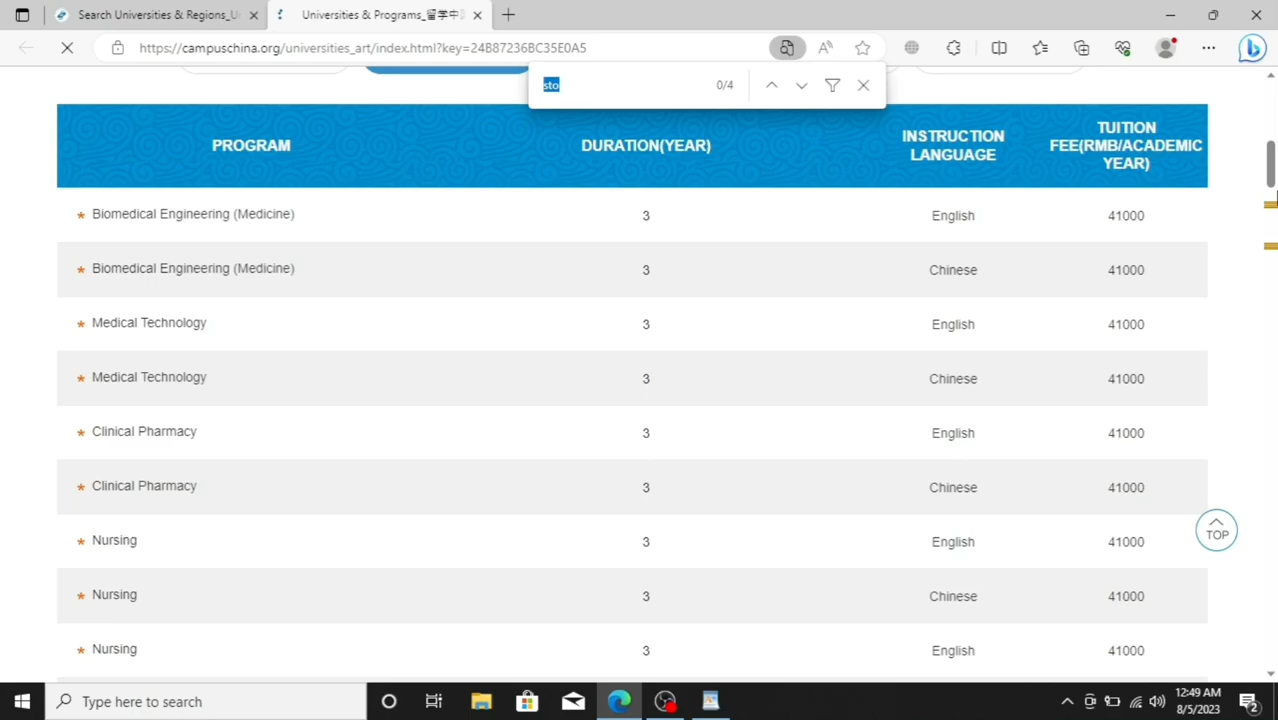 Search Universities & Regions_U
Universities & Programs_留学中
https://campuschina.org/universities_art/index.html?key=24B87236BC35E0A5
sto
0/4
PROGRAM
DURATION(YEAR)
INSTRUCTION
LANGUAGE
TUITION
FEE(RMB/ACADEMIC
YEAR)
* Biomedical Engineering (Medicine) 3 English 41000
* Biomedical Engineering (Medicine) 3 Chinese 41000
* Medical Technology 3 English 41000
* Medical Technology 3 Chinese 41000
* Clinical Pharmacy 3 English 41000
* Clinical Pharmacy 3 Chinese 41000
* Nursing 3 English 41000
* Nursing 3 Chinese 41000
* Nursing 3 English 41000
TOP
Type here to search
12:49 AM
8/5/2023
2